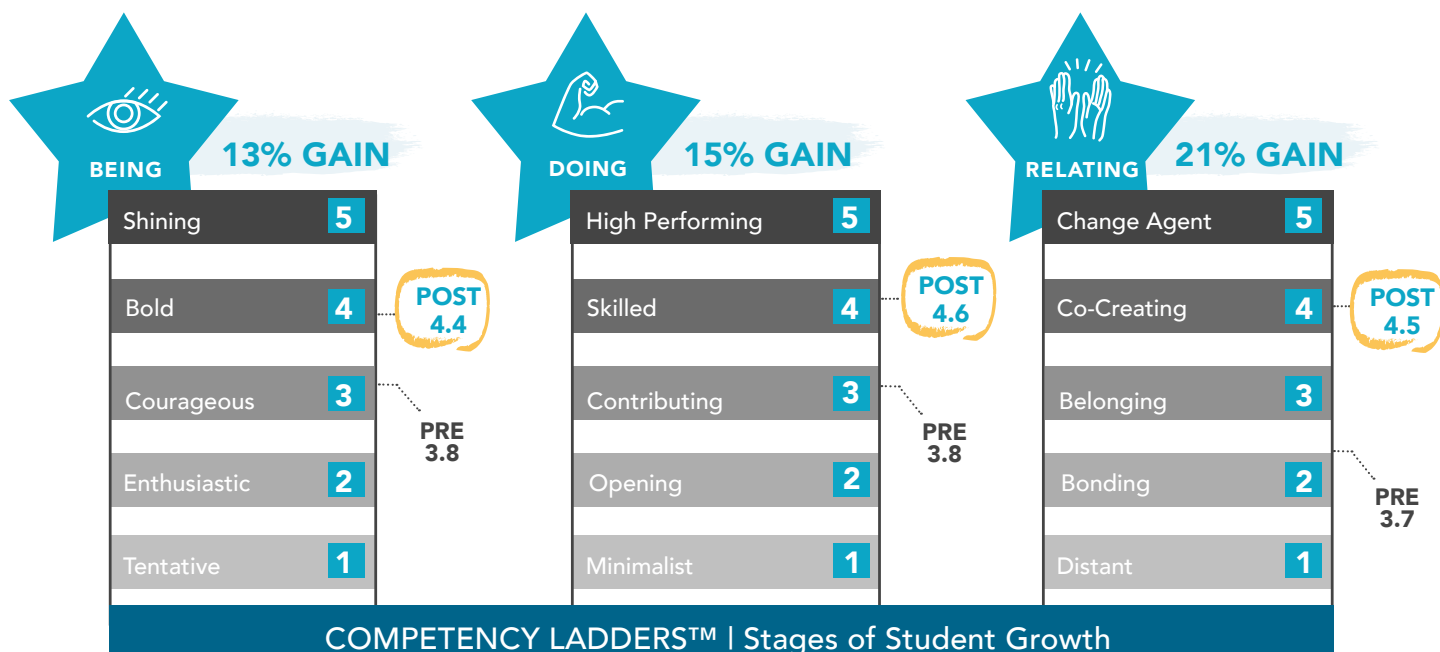 BEING
13% GAIN
Shining 5
Bold 4
POST
4.4
Courageous 3
PRE
3.8
Enthusiastic 2
Tentative 1
DOING
15% GAIN
High Performing 5
Skilled 4
POST
4.6
Contributing 3
PRE
3.8
Opening 2
Minimalist 1
RELATING
21% GAIN
Change Agent 5
Co-Creating 4
POST
4.5
Belonging 3
Bonding 2
PRE
3.7
Distant 1
COMPETENCY LADDERS™ | Stages of Student Growth